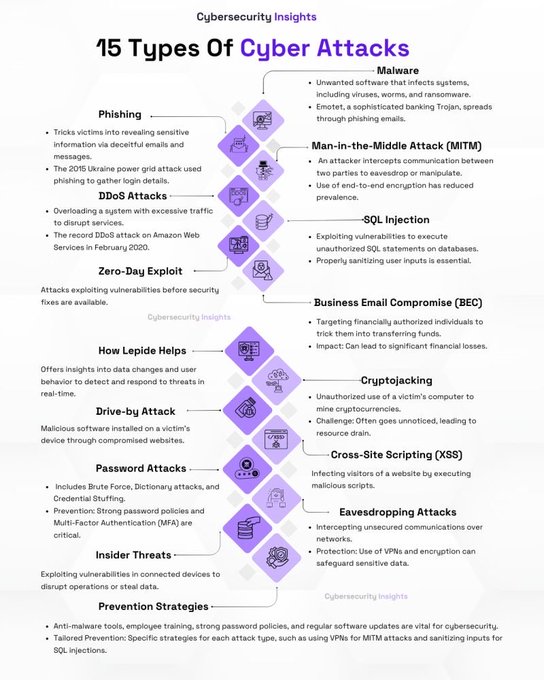 Cybersecurity Insights
15 Types Of Cyber Attacks
Malware
• Unwanted software that infects systems,
including viruses, worms, and ransomware.
• Emotet, a sophisticated banking Trojan, spreads
through phishing emails.
Phishing
• Tricks victims into revealing sensitive
information via deceitful emails and
messages.
• The 2015 Ukraine power grid attack used
phishing to gather login details.
Man-in-the-Middle Attack (MITM)
• An attacker intercepts communication between
two parties to eavesdrop or manipulate.
• Use of end-to-end encryption has reduced
prevalence.
DDoS Attacks
• Overloading a system with excessive traffic
to disrupt services.
• The record DDoS attack on Amazon Web
Services in February 2020.
SQL Injection
• Exploiting vulnerabilities to execute
unauthorized SQL statements on databases.
• Properly sanitizing user inputs is essential.
Zero-Day Exploit
Attacks exploiting vulnerabilities before security
fixes are available.
Business Email Compromise (BEC)
• Targeting financially authorized individuals to
trick them into transferring funds.
• Impact: Can lead to significant financial losses.
Cybersecurity Insights
How Lepide Helps
Offers insights into data changes and user
behavior to detect and respond to threats in
real-time.
Cryptojacking
• Unauthorized use of a victim's computer to
mine cryptocurrencies.
• Challenge: Often goes unnoticed, leading to
resource drain.
Drive-by Attack
Malicious software installed on a victim's
device through compromised websites.
Cross-Site Scripting (XSS)
Infecting visitors of a website by executing
malicious scripts.
Password Attacks
• Includes Brute Force, Dictionary attacks, and
Credential Stuffing.
• Prevention: Strong password policies and
Multi-Factor Authentication (MFA) are
critical.
Eavesdropping Attacks
• Intercepting unsecured communications over
networks.
• Protection: Use of VPNs and encryption can
safeguard sensitive data.
Insider Threats
Exploiting vulnerabilities in connected devices to
disrupt operations or steal data.
Cybersecurity Insights
Prevention Strategies
• Anti-malware tools, employee training, strong password policies, and regular software updates are vital for cybersecurity.
• Tailored Prevention: Specific strategies for each attack type, such as using VPNs for MITM attacks and sanitizing inputs for
SQL injections.